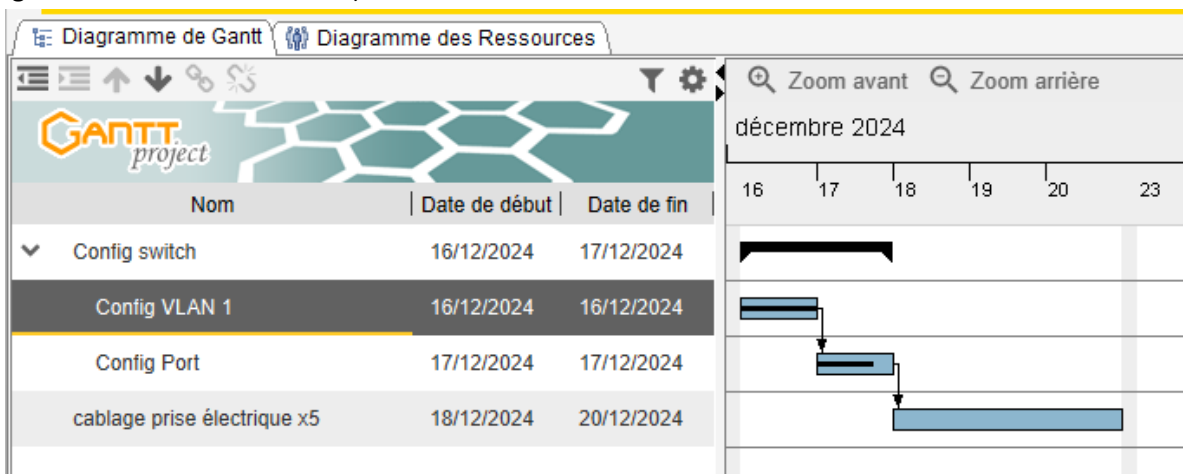 Diagramme de Gantt Diagramme des Ressources
Zoom avant Zoom arrière
GANTT project
décembre 2024
16 17 18 19 20 23
Nom Date de début Date de fin
Config switch 16/12/2024 17/12/2024
Config VLAN 1 16/12/2024 16/12/2024
Config Port 17/12/2024 17/12/2024
cablage prise électrique x5 18/12/2024 20/12/2024